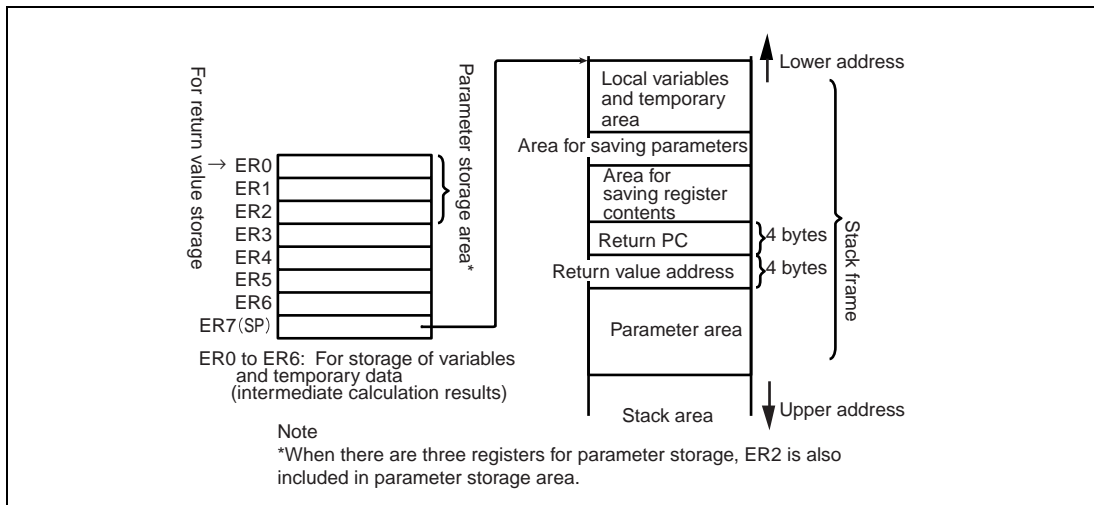 For return value storage
→
ER0
ER1
ER2
ER3
ER4
ER5
ER6
ER7(SP)
Parameter storage area*
ER0 to ER6: For storage of variables
and temporary data
(intermediate calculation results)
Lower address
Local variables
and temporary
area
Area for saving parameters
Area for
saving register
contents
Return PC
4 bytes
Return value address
4 bytes
Parameter area
Stack frame
Stack area
Upper address
Note
*When there are three registers for parameter storage, ER2 is also
included in parameter storage area.